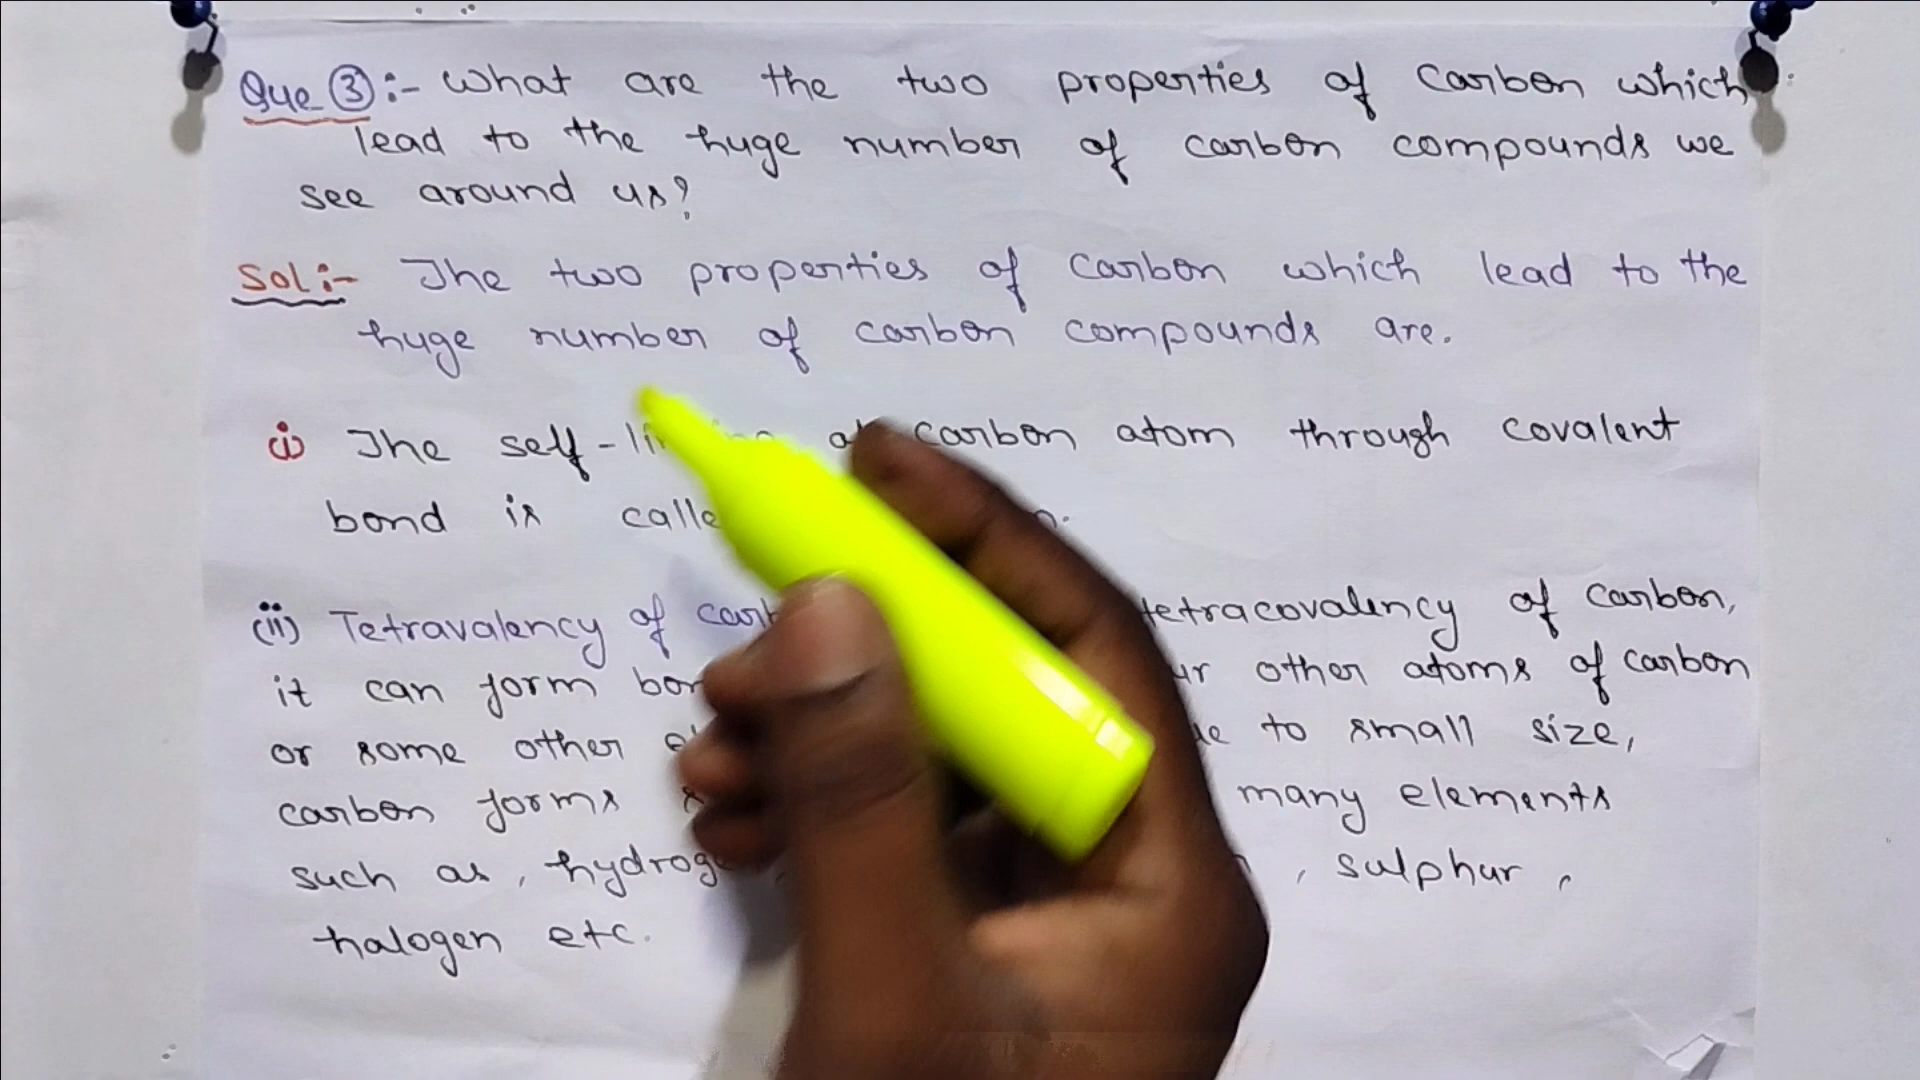 Que 3 :- What are the two properties of carbon which
lead to the huge number of carbon compounds we
see around us?
Sol:- The two properties of carbon which lead to the
huge number of carbon compounds are.
(i) The self- carbon atom through covalent
bond is
(ii) Tetravalency of tetracovalency of carbon,
it can form other atoms of carbon
or some other to small size,
carbon forms many elements
such as, , sulphur,
halogen etc.